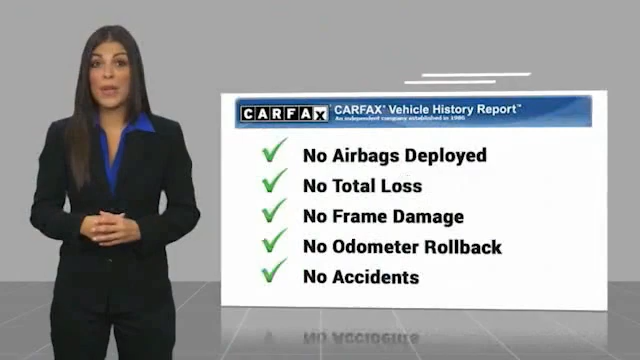 CARFAX CARFAX® Vehicle History Report™
An independent company established in 1986
No Airbags Deployed
No Total Loss
No Frame Damage
No Odometer Rollback
No Accidents